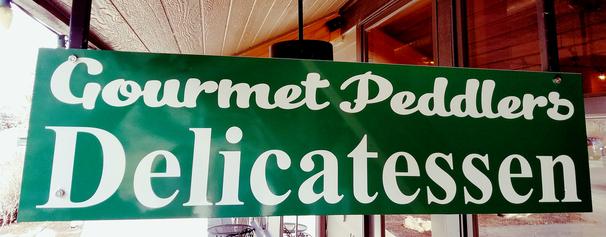 Gourmet Peddlers
Delicatessen